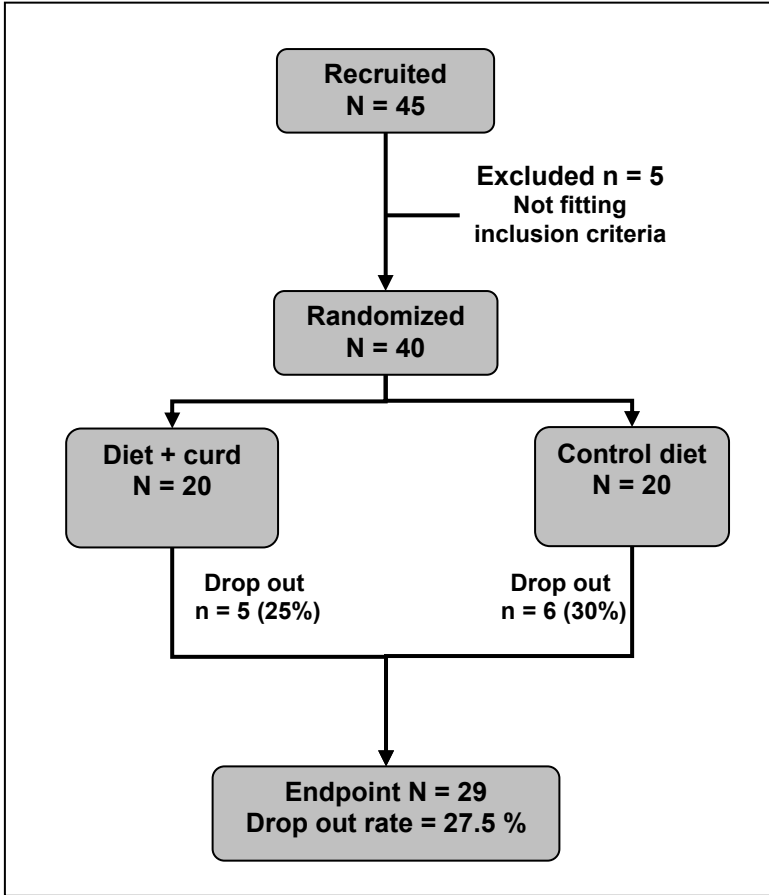 Recruited
N = 45
Excluded n = 5
Not fitting
inclusion criteria
Randomized
N = 40
Diet + curd
N = 20
Control diet
N = 20
Drop out
n = 5 (25%)
Drop out
n = 6 (30%)
Endpoint N = 29
Drop out rate = 27.5 %